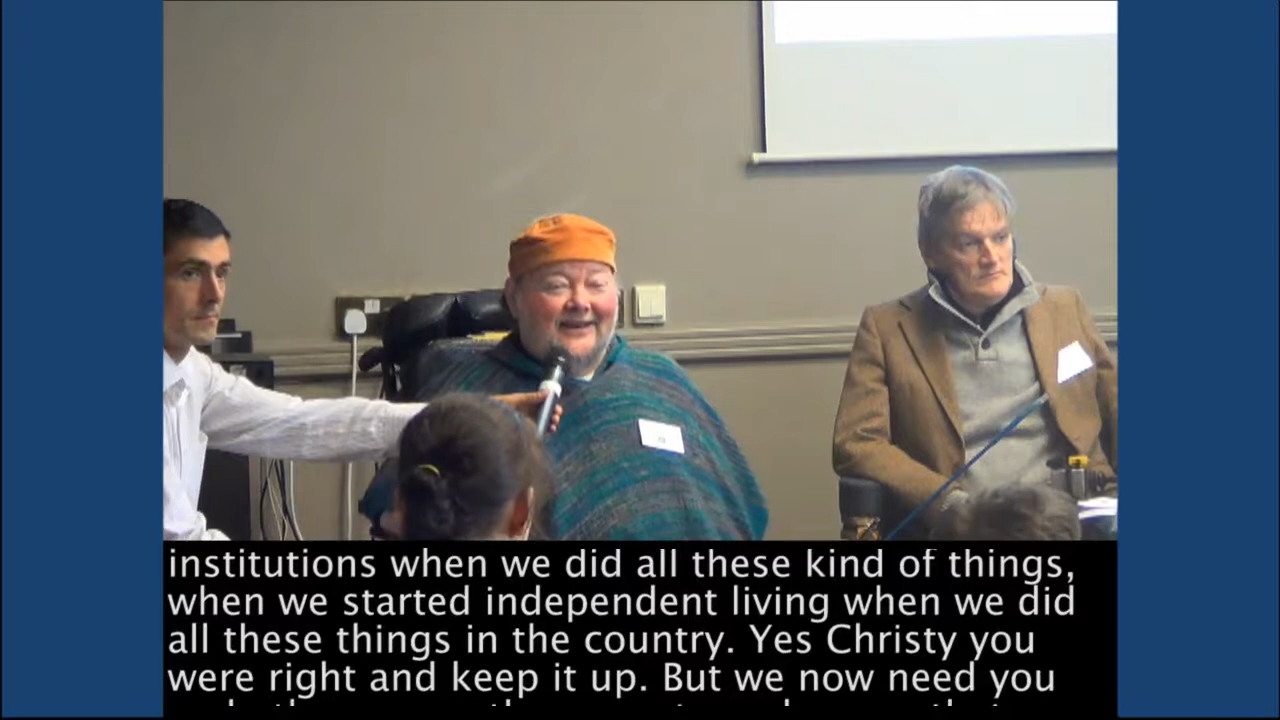 institutions when we did all these kind of things,
when we started independent living when we did
all these things in the country. Yes Christy you
were right and keep it up. But we now need you